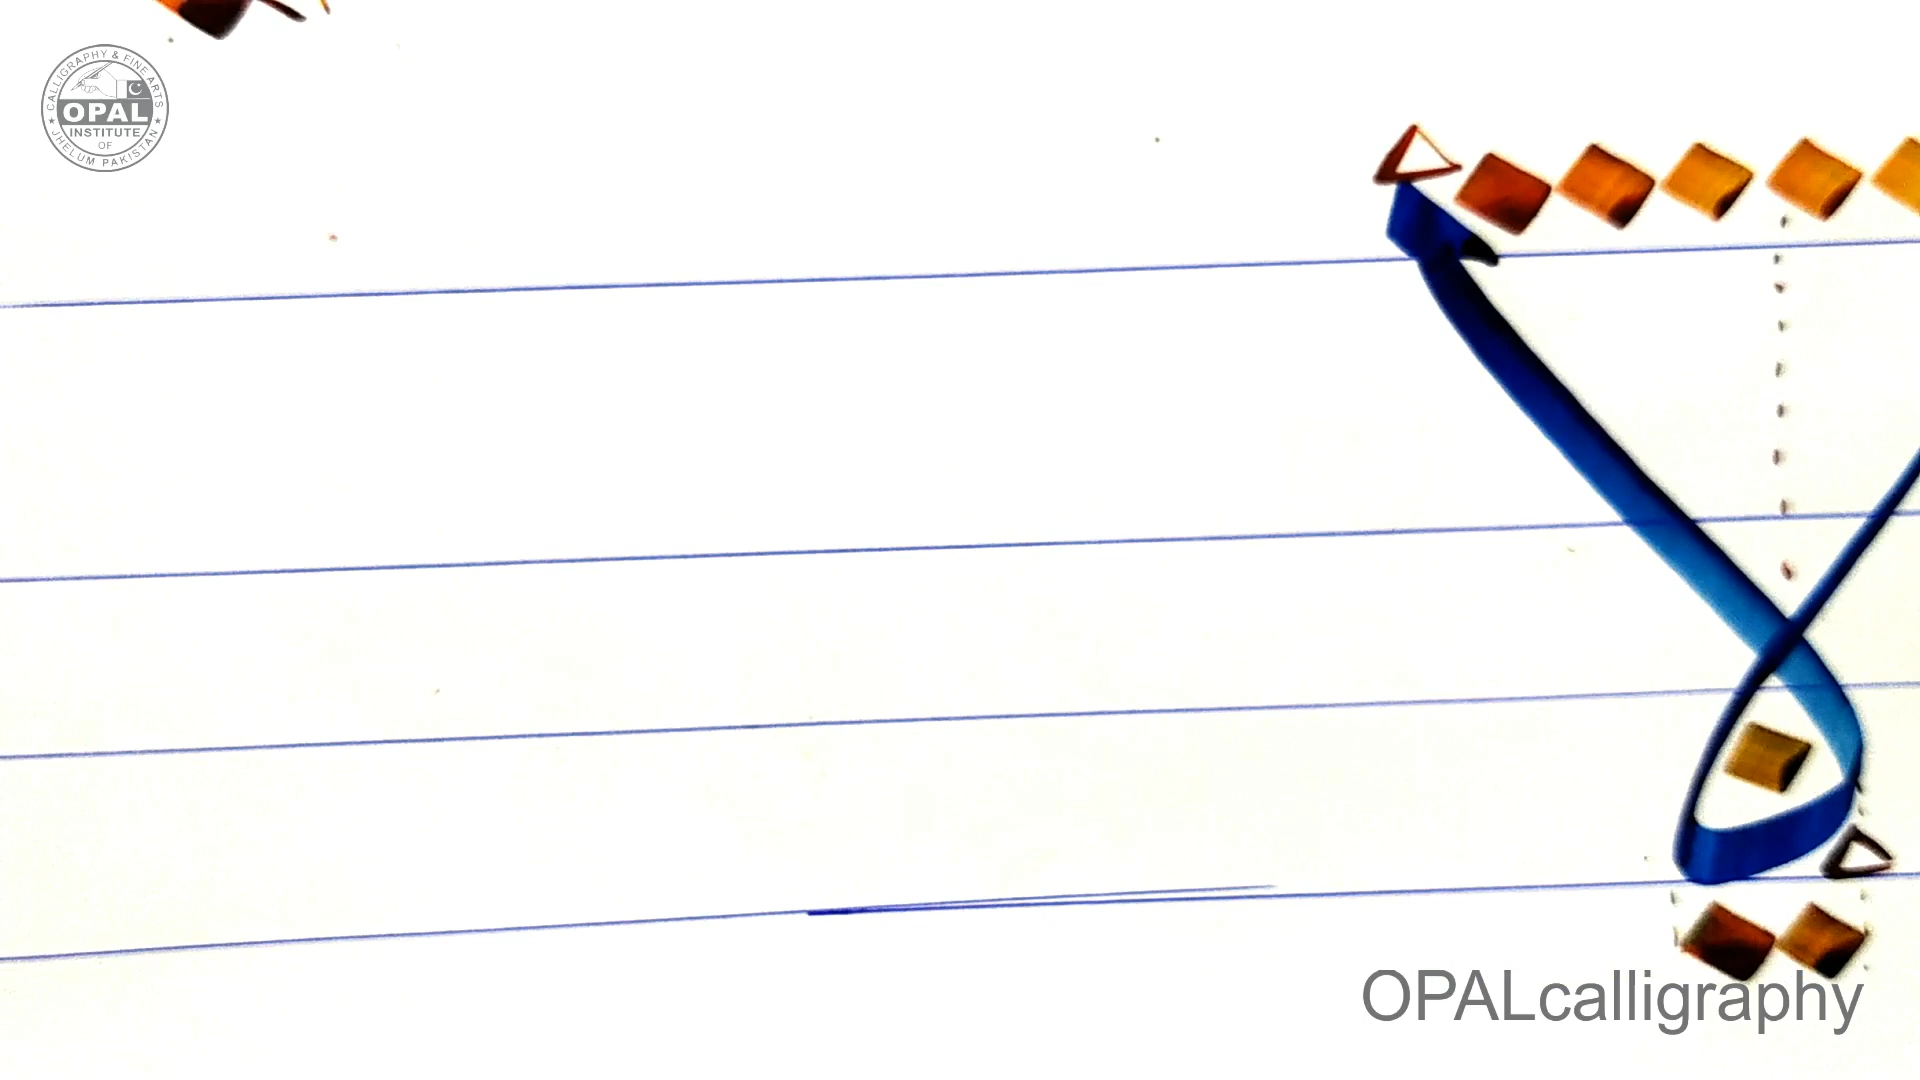 CALLIGRAPHY & FINE ARTS
OPAL
INSTITUTE
OF
JHELUM PAKISTAN
OPALcalligraphy